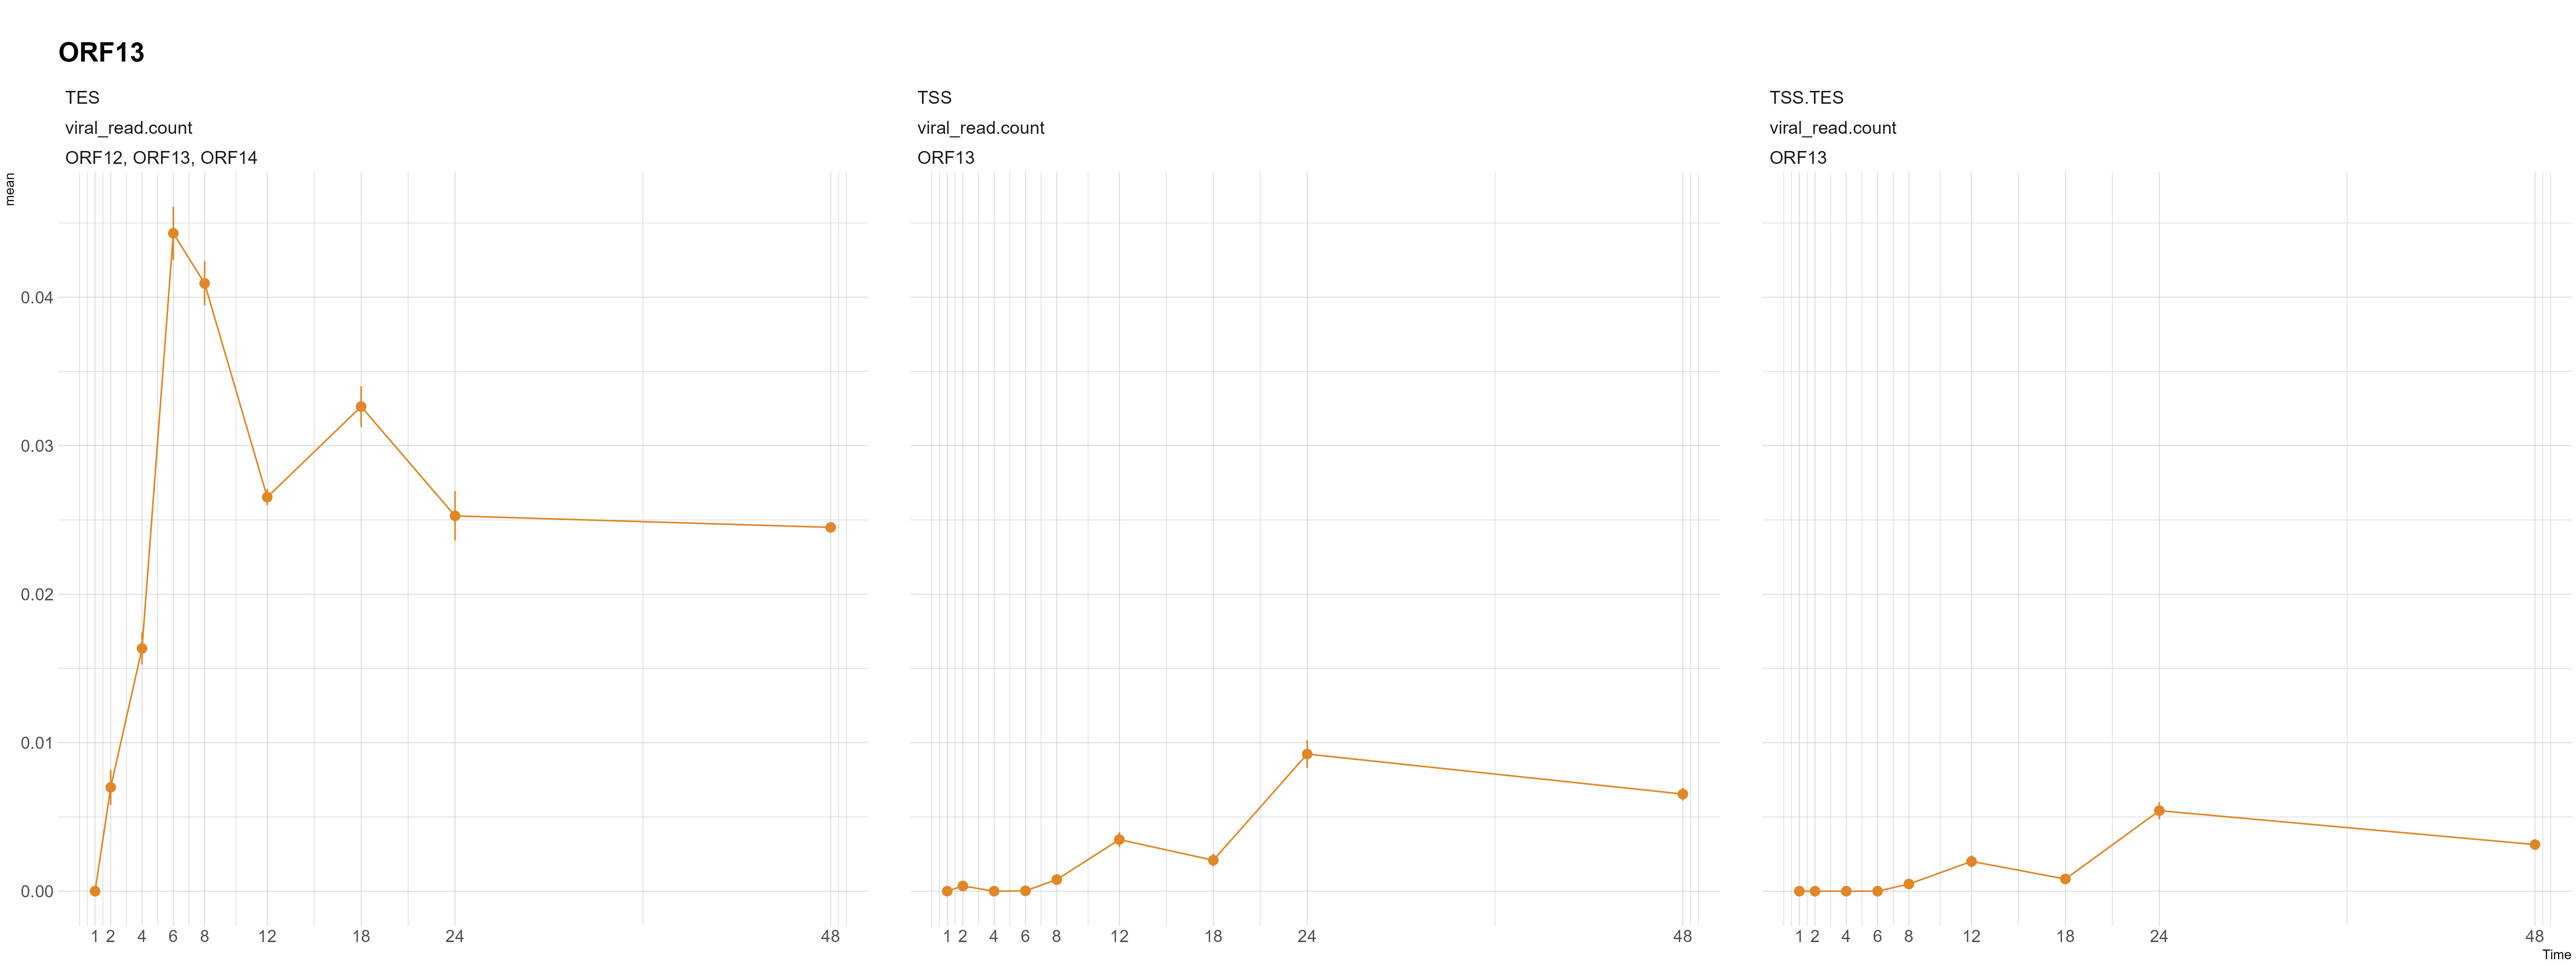 ORF13
TES
viral_read.count
ORF12, ORF13, ORF14
TSS
viral_read.count
ORF13
TSS.TES
viral_read.count
ORF13
mean
0.04
0.03
0.02
0.01
0.00
1 2 4 6 8 12 18 24 48
1 2 4 6 8 12 18 24 48
1 2 4 6 8 12 18 24 48
Time